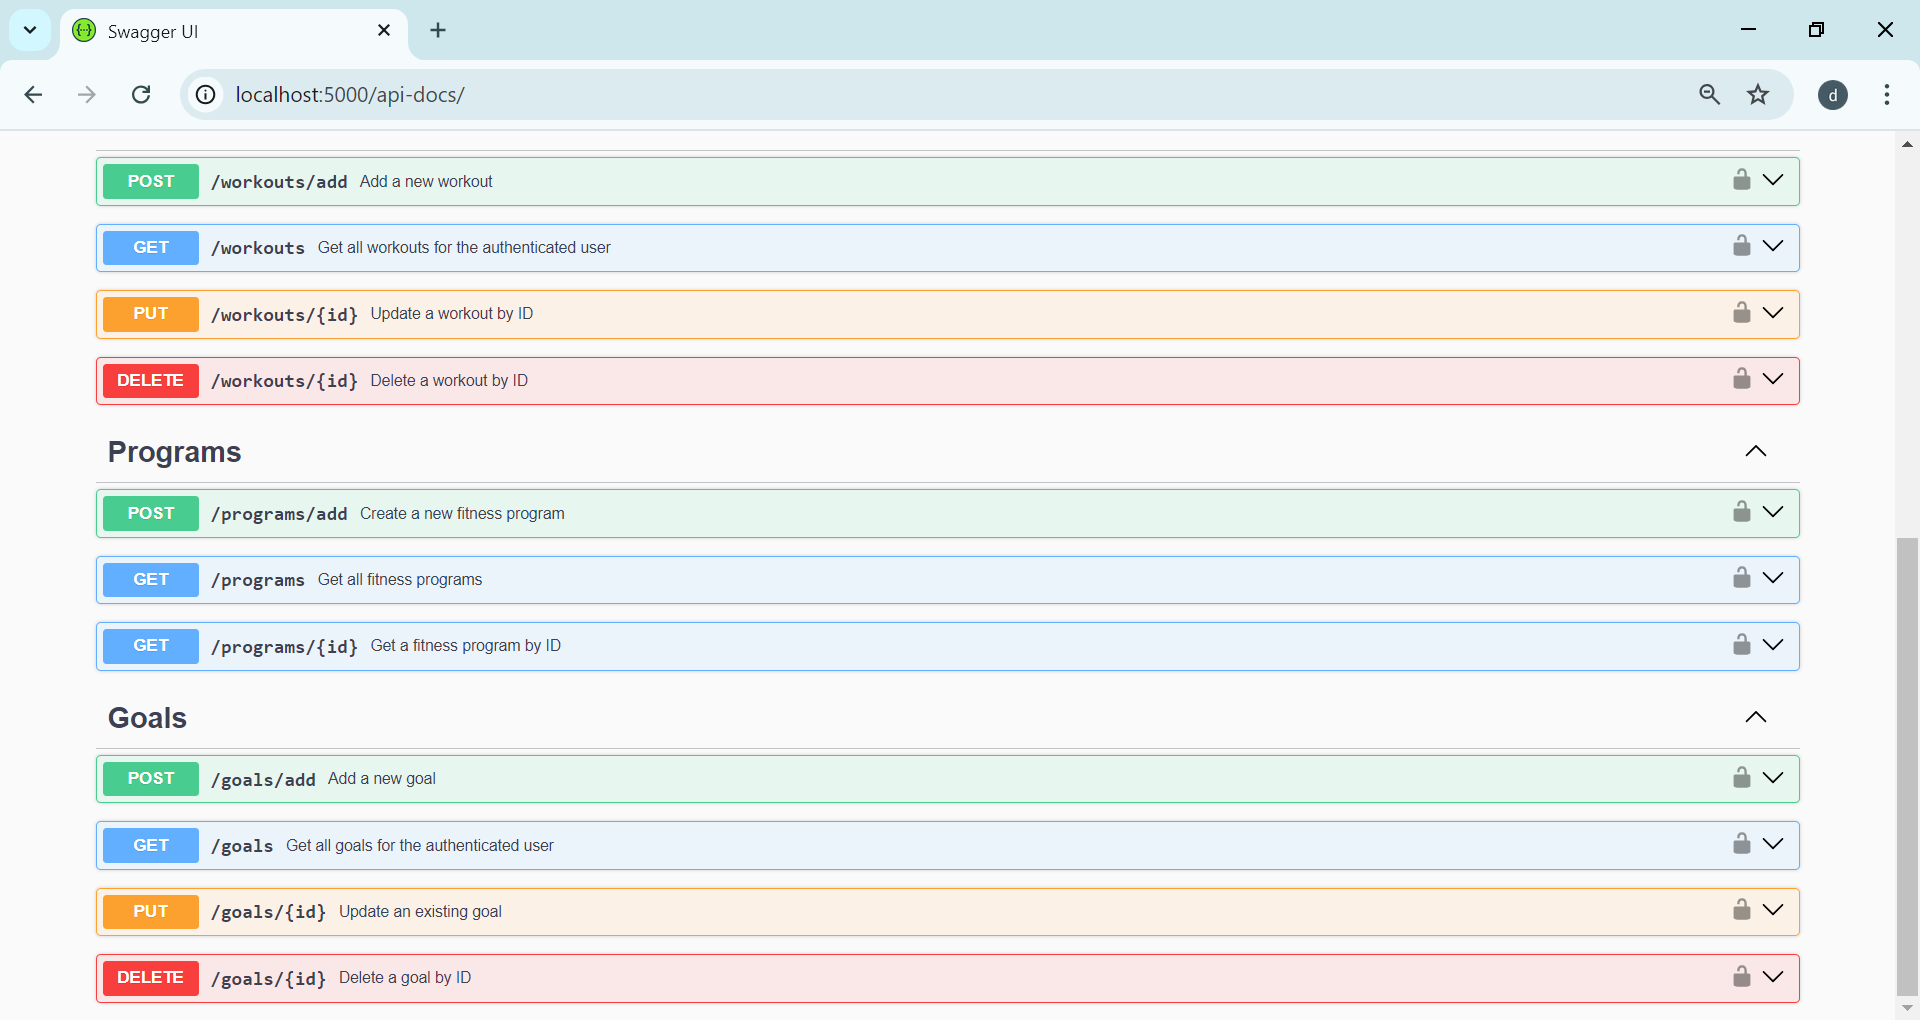 Swagger UI
localhost:5000/api-docs/
d
POST /workouts/add Add a new workout
GET /workouts Get all workouts for the authenticated user
PUT /workouts/{id} Update a workout by ID
DELETE /workouts/{id} Delete a workout by ID
Programs
POST /programs/add Create a new fitness program
GET /programs Get all fitness programs
GET /programs/{id} Get a fitness program by ID
Goals
POST /goals/add Add a new goal
GET /goals Get all goals for the authenticated user
PUT /goals/{id} Update an existing goal
DELETE /goals/{id} Delete a goal by ID